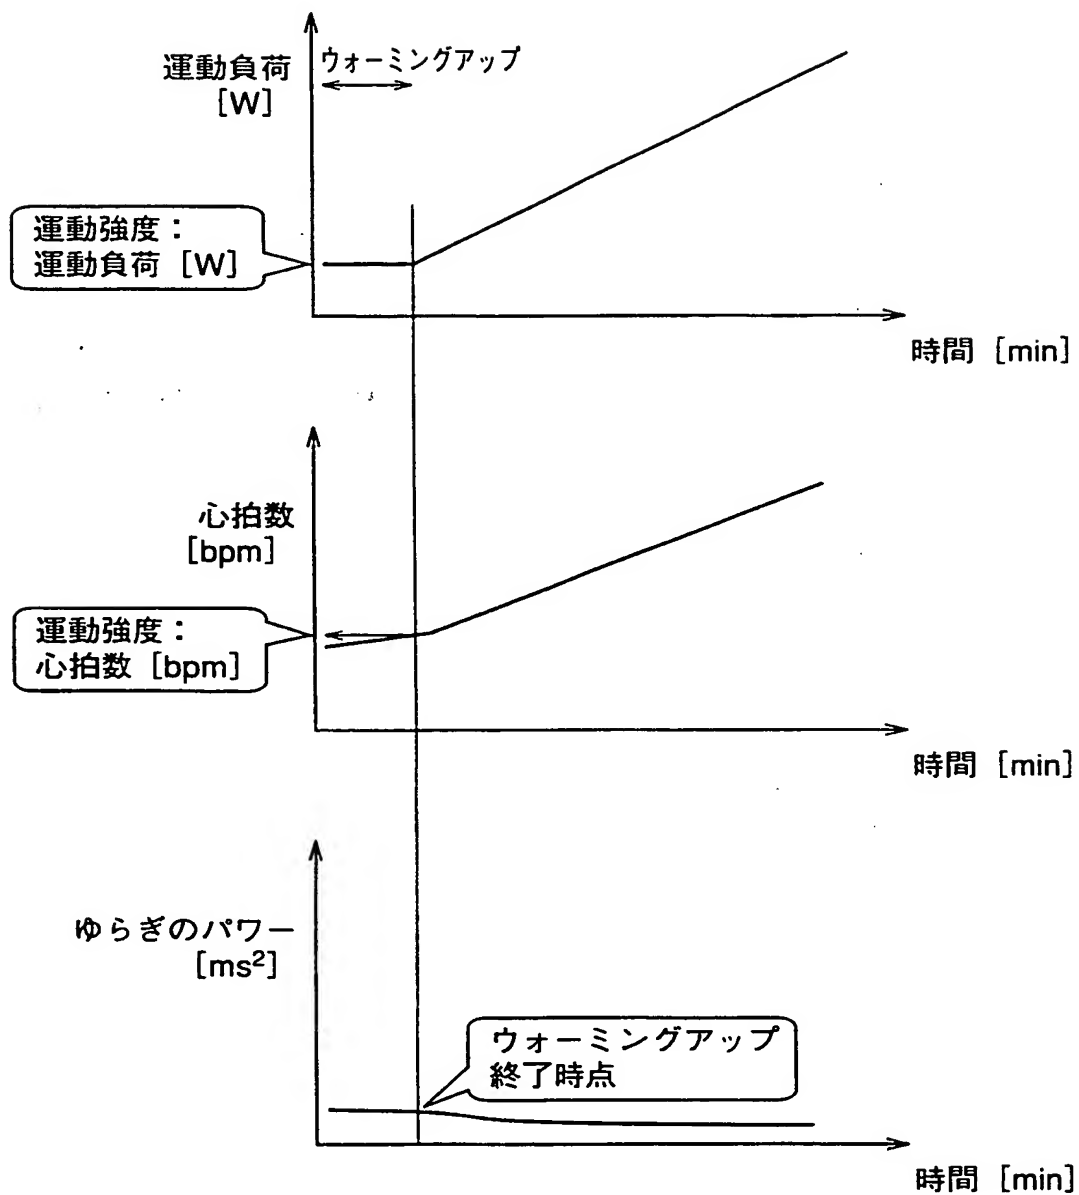 ウォーミングアップ
運動負荷
[W]
運動強度：
運動負荷 [W]
時間 [min]
心拍数
[bpm]
運動強度：
心拍数 [bpm]
時間 [min]
ゆらぎのパワー
[ms²]
ウォーミングアップ
終了時点
時間 [min]